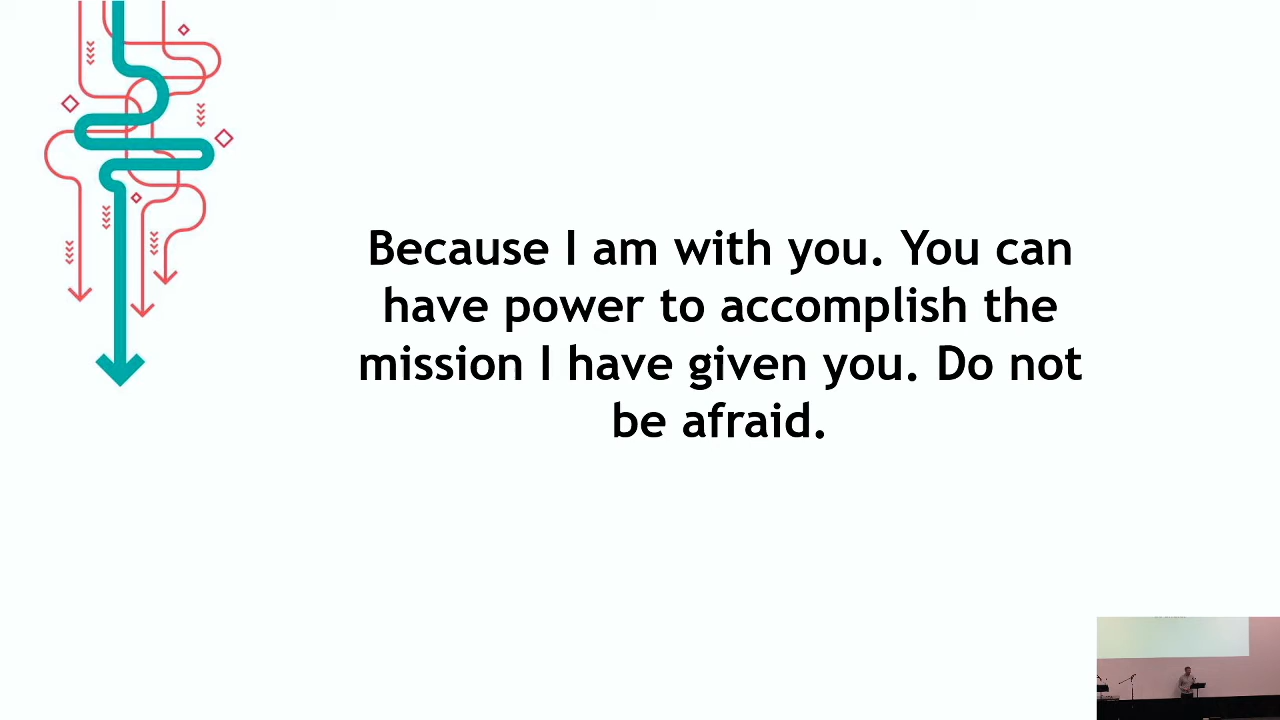 Because I am with you. You can
have power to accomplish the
mission I have given you. Do not
be afraid.